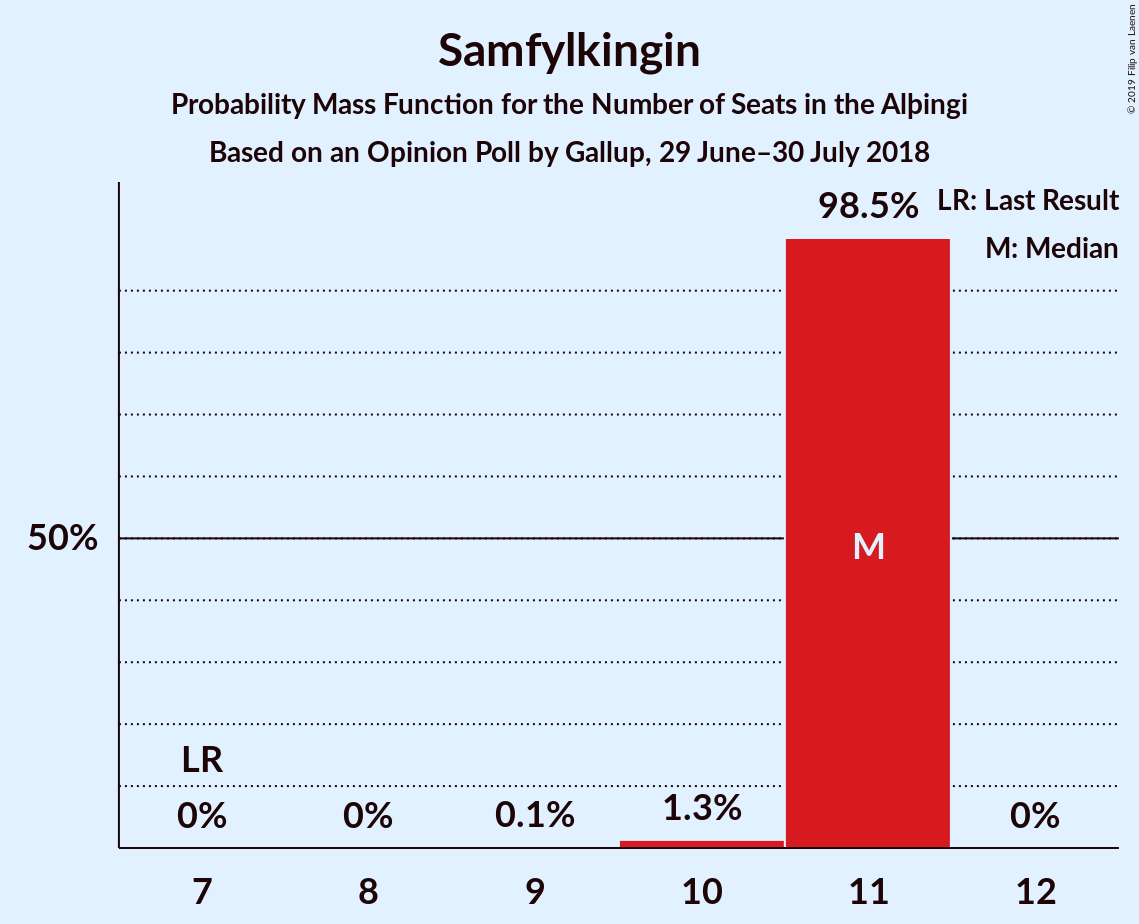 Samfylkingin
Probability Mass Function for the Number of Seats in the Alþingi
Based on an Opinion Poll by Gallup, 29 June–30 July 2018
© 2019 Filip van Laenen
LR: Last Result
M: Median
98.5%
50%
M
LR
0%
0%
0.1%
1.3%
0%
7
8
9
10
11
12